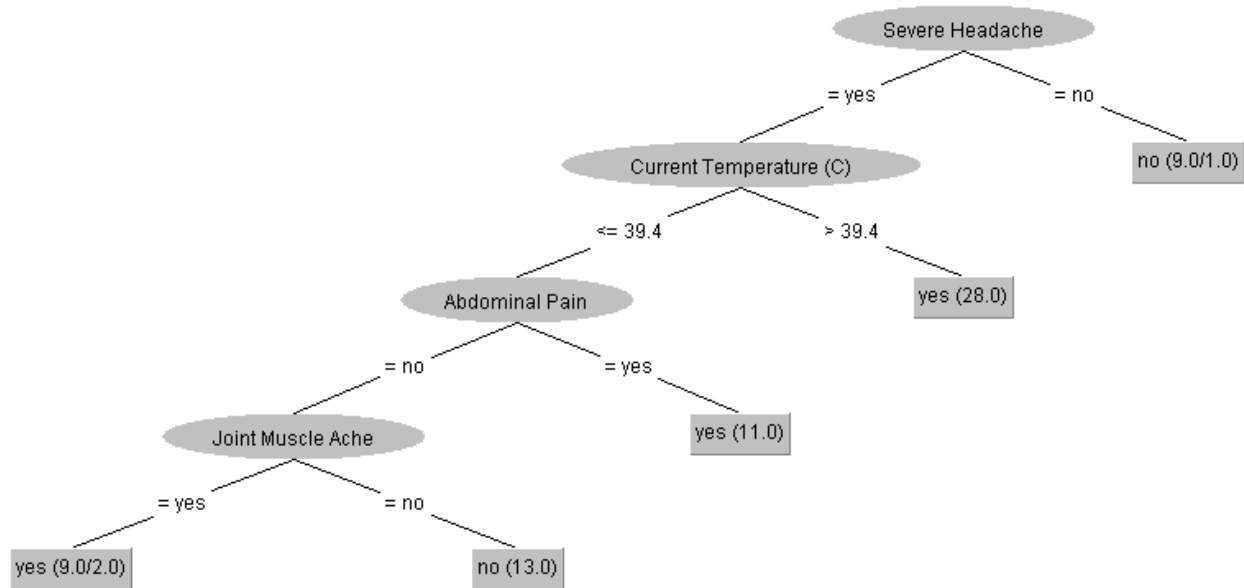 Severe Headache
= yes
= no
Current Temperature (C)
no (9.0/1.0)
<= 39.4
> 39.4
Abdominal Pain
yes (28.0)
= no
= yes
Joint Muscle Ache
yes (11.0)
= yes
= no
yes (9.0/2.0)
no (13.0)